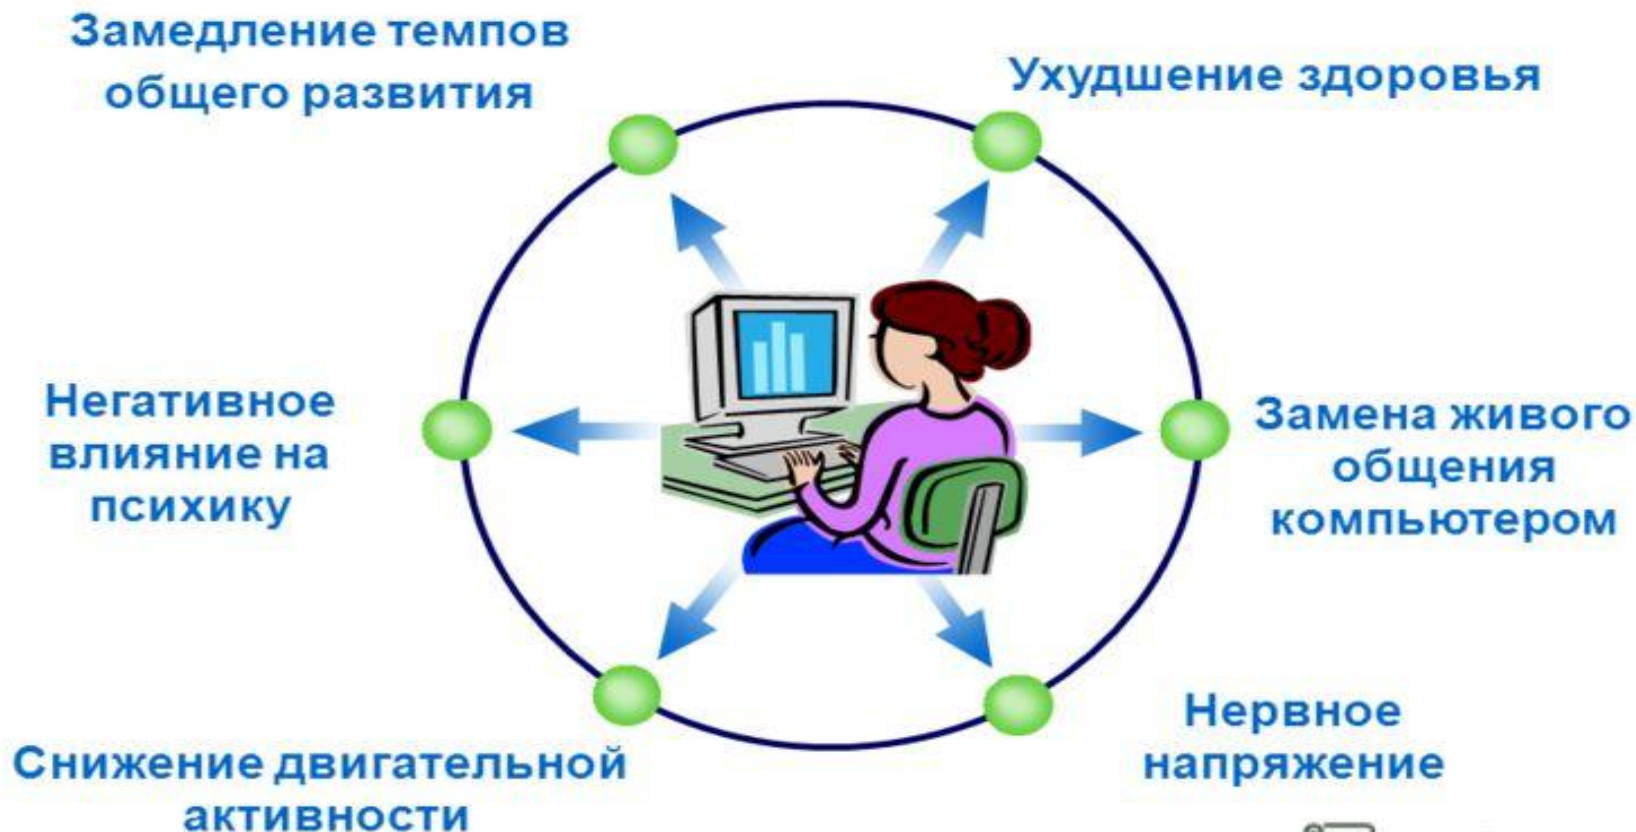 Замедление темпов
общего развития
Ухудшение здоровья
Негативное
влияние на
психику
Замена живого
общения
компьютером
Снижение двигательной
активности
Нервное
напряжение